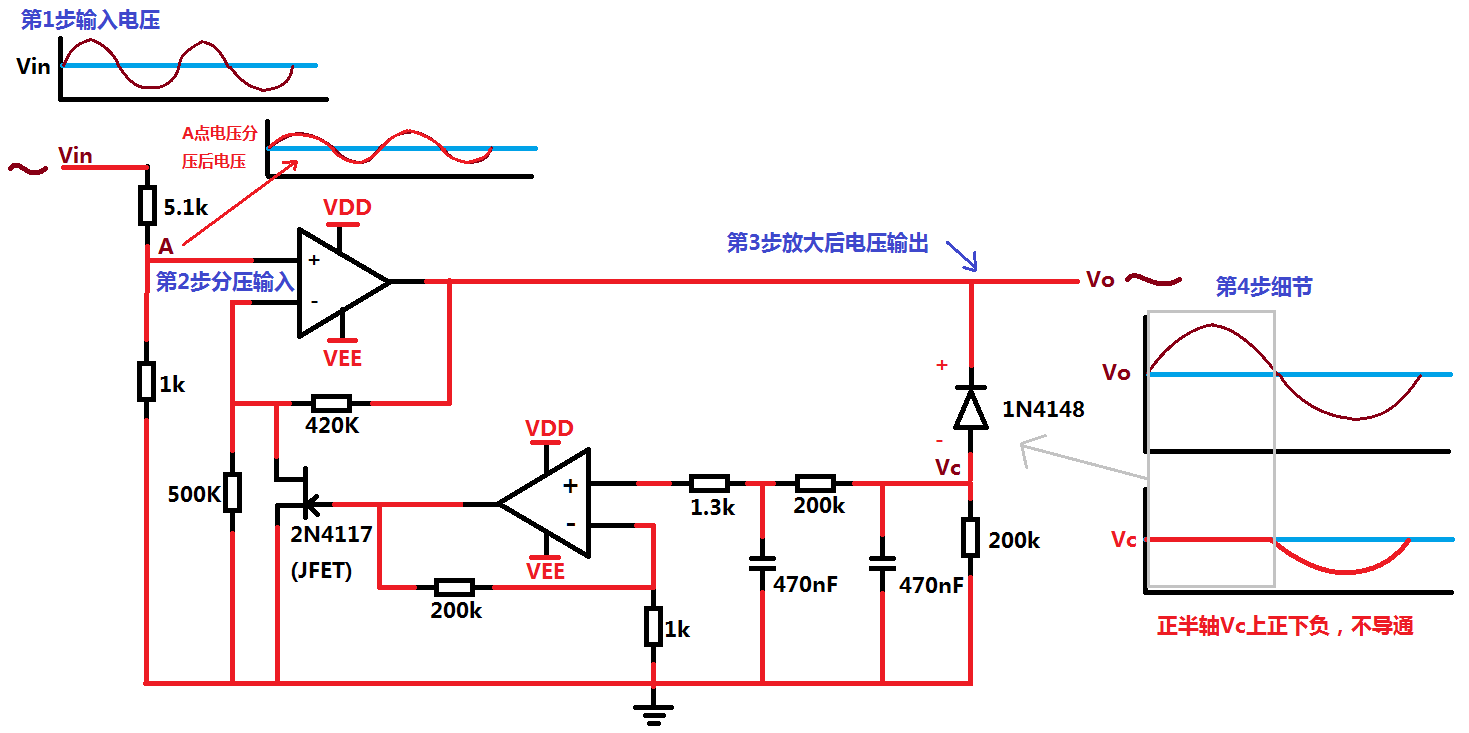 第1步输入电压
Vin
Vin
A点电压分
压后电压
5.1k
A
VDD
+
第2步分压输入
-
VEE
1k
420K
第3步放大后电压输出
Vo
第4步细节
Vo
+
1N4148
-
Vc
VDD
500K
+
1.3k
200k
2N4117
(JFET)
-
VEE
200k
Vc
470nF
470nF
200k
1k
正半轴Vc上正下负，不导通